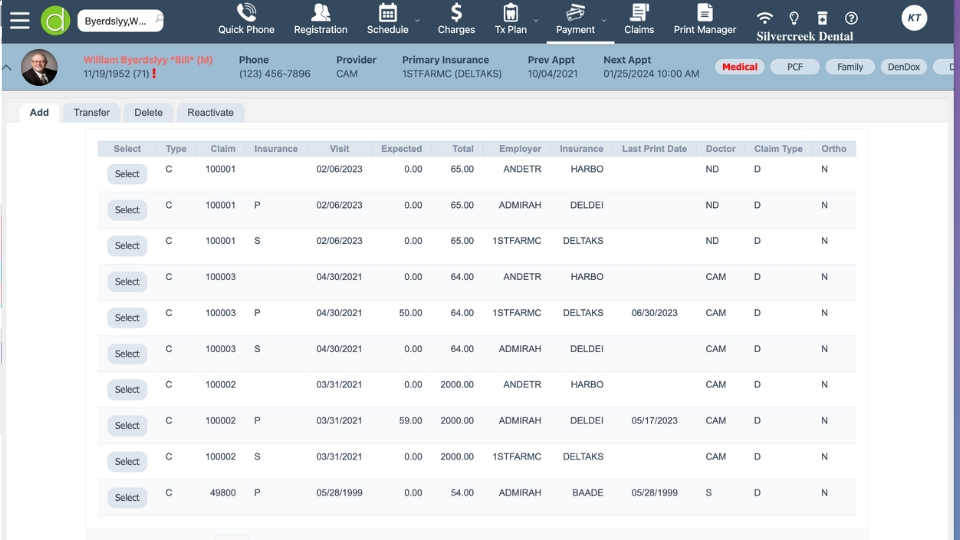 d Byerdslyy,W...
Quick Phone Registration Schedule Charges Tx Plan Payment Claims Print Manager Silvercreek Dental KT
William Byerdslyy *Bill* (M) Phone Provider Primary Insurance Prev Appt Next Appt Medical PCF Family DenDox D
11/19/1952 (71) ! (123) 456-7896 CAM 1STFARMC (DELTAKS) 10/04/2021 01/25/2024 10:00 AM
Add Transfer Delete Reactivate
Select Type Claim Insurance Visit Expected Total Employer Insurance Last Print Date Doctor Claim Type Ortho
Select C 100001 02/06/2023 0.00 65.00 ANDETR HARBO ND D N
Select C 100001 P 02/06/2023 0.00 65.00 ADMIRAH DELDEI ND D N
Select C 100001 S 02/06/2023 0.00 65.00 1STFARMC DELTAKS ND D N
Select C 100003 04/30/2021 0.00 64.00 ANDETR HARBO CAM D N
Select C 100003 P 04/30/2021 50.00 64.00 1STFARMC DELTAKS 06/30/2023 CAM D N
Select C 100003 S 04/30/2021 0.00 64.00 ADMIRAH DELDEI CAM D N
Select C 100002 03/31/2021 0.00 2000.00 ANDETR HARBO CAM D N
Select C 100002 P 03/31/2021 59.00 2000.00 ADMIRAH DELDEI 05/17/2023 CAM D N
Select C 100002 S 03/31/2021 0.00 2000.00 1STFARMC DELTAKS CAM D N
Select C 49800 P 05/28/1999 0.00 54.00 ADMIRAH BAADE 05/28/1999 S D N